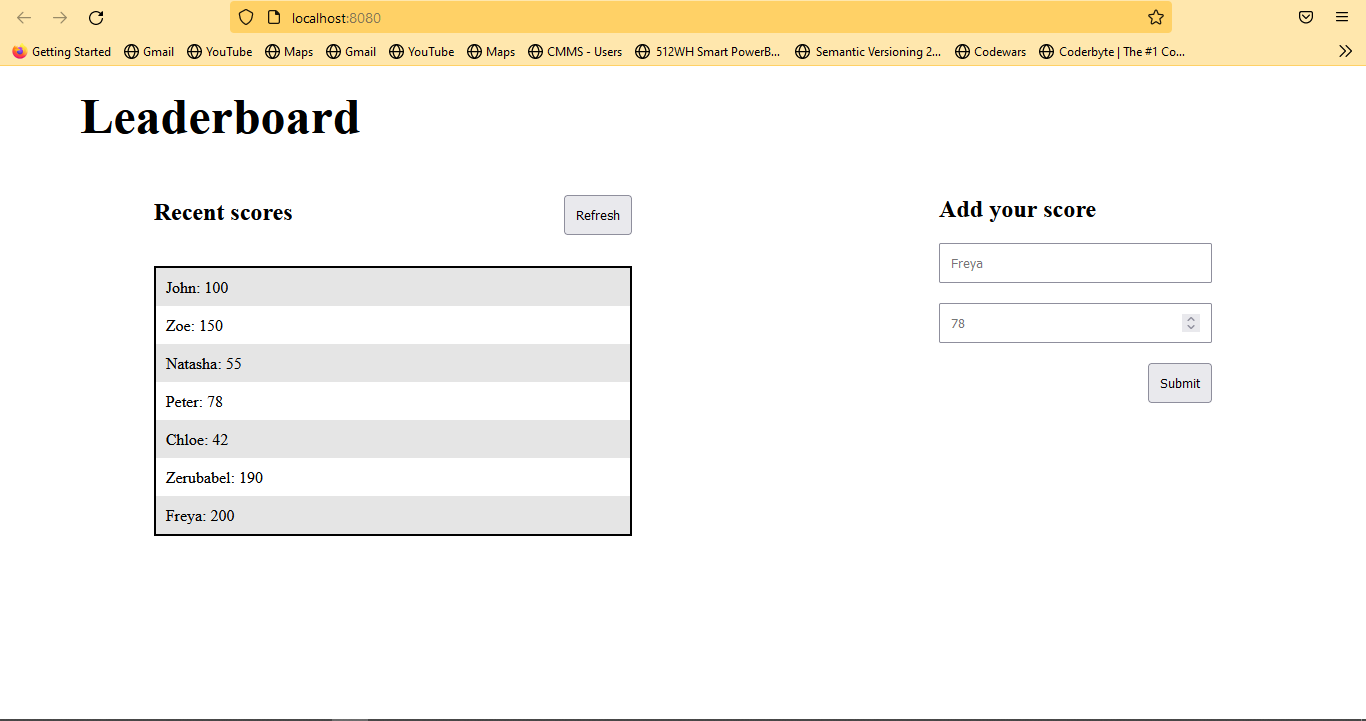 localhost:8080
Getting Started Gmail YouTube Maps Gmail YouTube Maps CMMS - Users 512WH Smart PowerB... Semantic Versioning 2... Codewars Coderbyte | The #1 Co...
Leaderboard
Recent scores
Refresh
John: 100
Zoe: 150
Natasha: 55
Peter: 78
Chloe: 42
Zerubabel: 190
Freya: 200
Add your score
Freya
78
Submit